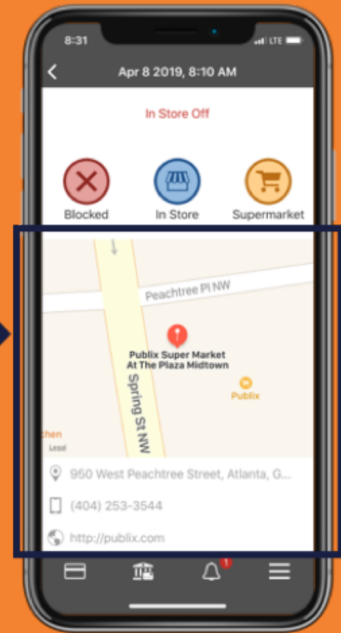 8:31
LTE
Apr 8 2019, 8:10 AM
In Store Off
Blocked
In Store
Supermarket
Peachtree Pl NW
Publix Super Market
At The Plaza Midtown
Publix
Spring St NW
hen
Legal
950 West Peachtree Street, Atlanta, G...
(404) 253-3544
http://publix.com
1